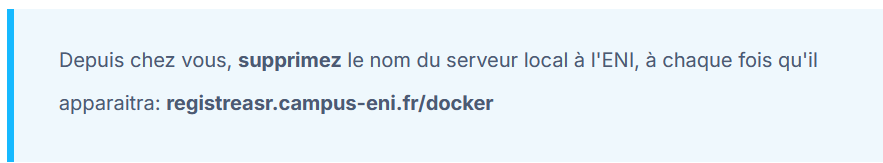 Depuis chez vous, supprimez le nom du serveur local à l'ENI, à chaque fois qu'il
apparaitra: registreasr.campus-eni.fr/docker